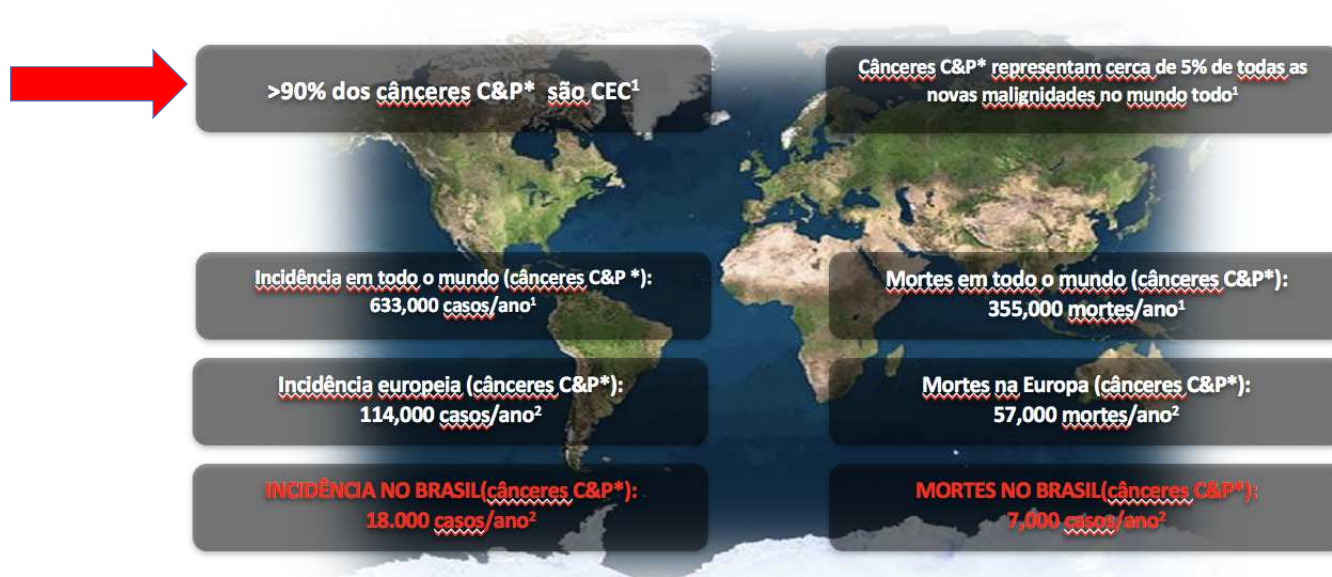 >90% dos cânceres C&P* são CEC¹
Cânceres C&P* representam cerca de 5% de todas as
novas malignidades no mundo todo¹
Incidência em todo o mundo (cânceres C&P *):
633,000 casos/ano¹
Mortes em todo o mundo (cânceres C&P*):
355,000 mortes/ano¹
Incidência europeia (cânceres C&P*):
114,000 casos/ano²
Mortes na Europa (cânceres C&P*):
57,000 mortes/ano²
INCIDÊNCIA NO BRASIL(cânceres C&P*):
18.000 casos/ano²
MORTES NO BRASIL(cânceres C&P*):
7,000 casos/ano²